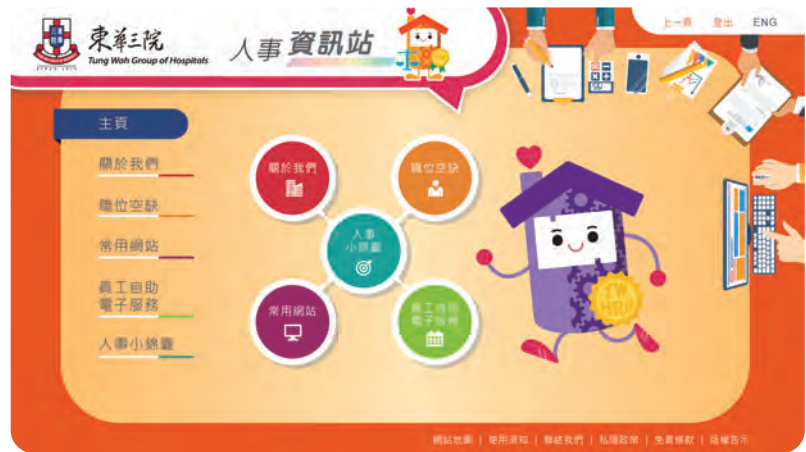 東華三院
Tung Wah Group of Hospitals
人事 資訊站
上一頁 登出 ENG
主頁
關於我們
職位空缺
常用網站
員工自助
電子服務
人事小錦囊
關於我們
職位空缺
人事
小錦囊
常用網站
員工自助
電子服務
TW
HRIS
網站地圖 | 使用須知 | 聯絡我們 | 私隱政策 | 免責條款 | 版權告示